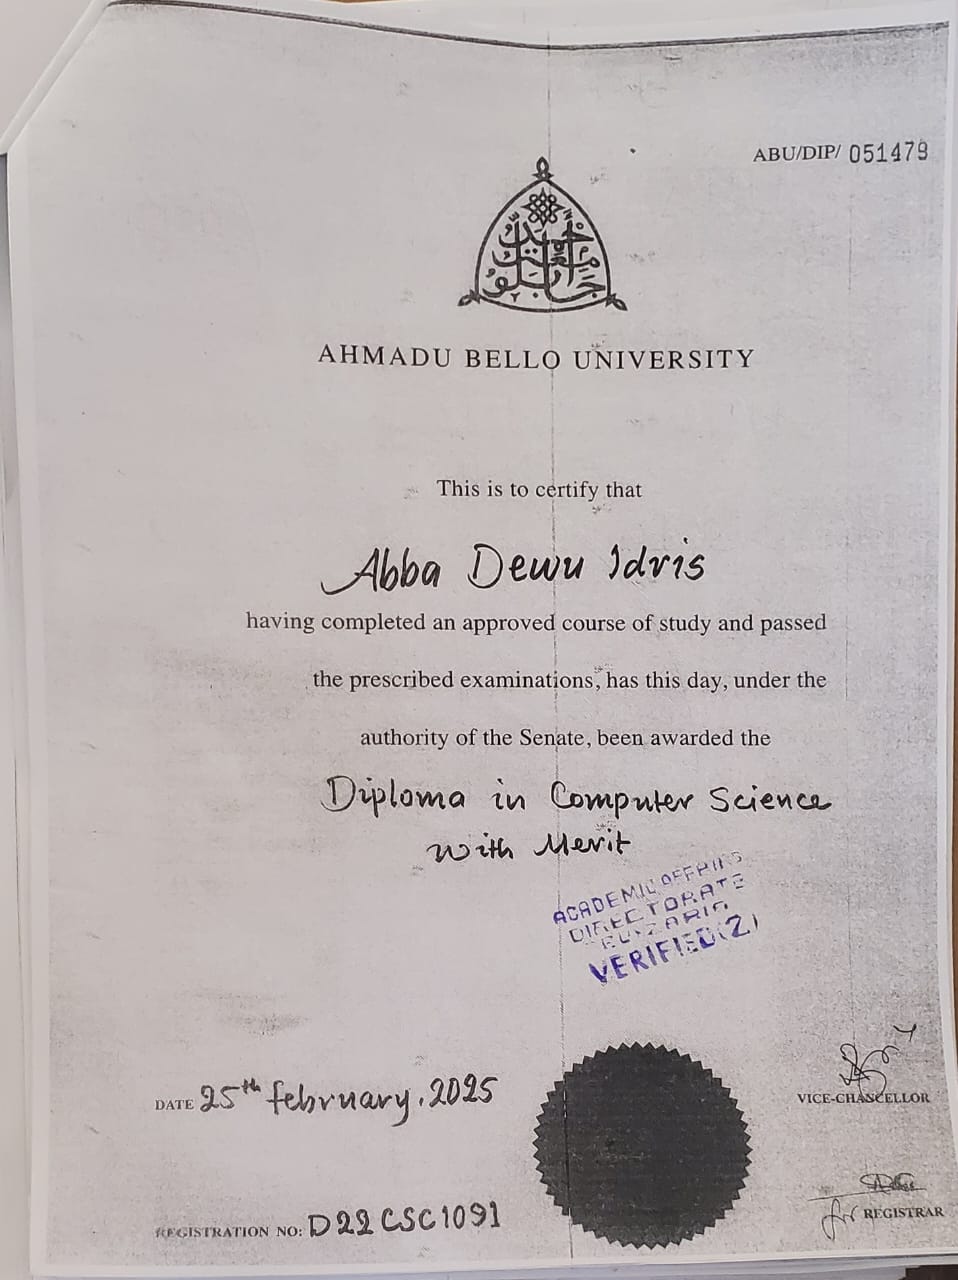 ABU/DIP/ 051479
AHMADU BELLO UNIVERSITY
This is to certify that
Abba Dewu Idris
having completed an approved course of study and passed
the prescribed examinations, has this day, under the
authority of the Senate, been awarded the
Diploma in Computer Science
with Merit
ACADEMIC AFFAIRS
DIRECTORATE
VERIFIED(2)
DATE 25th february, 2025
VICE-CHANCELLOR
for REGISTRAR
REGISTRATION NO: D22CSC1091